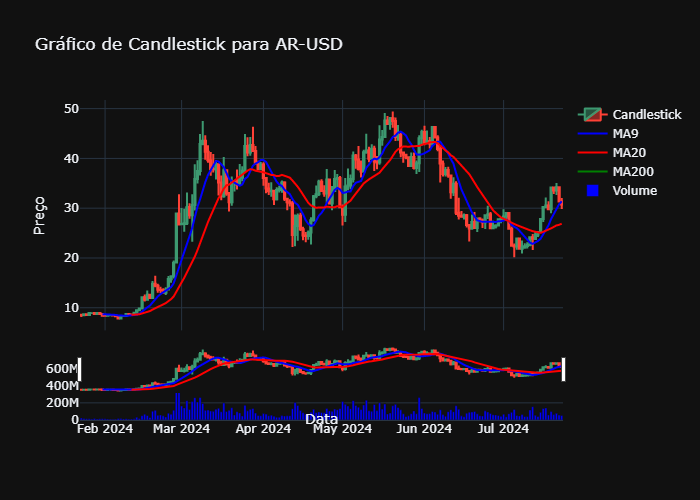 Gráfico de Candlestick para AR-USD
Candlestick
MA9
MA20
MA200
Volume
Preço
50
40
30
20
10
600M
400M
200M
0
Data
Feb 2024 Mar 2024 Apr 2024 May 2024 Jun 2024 Jul 2024